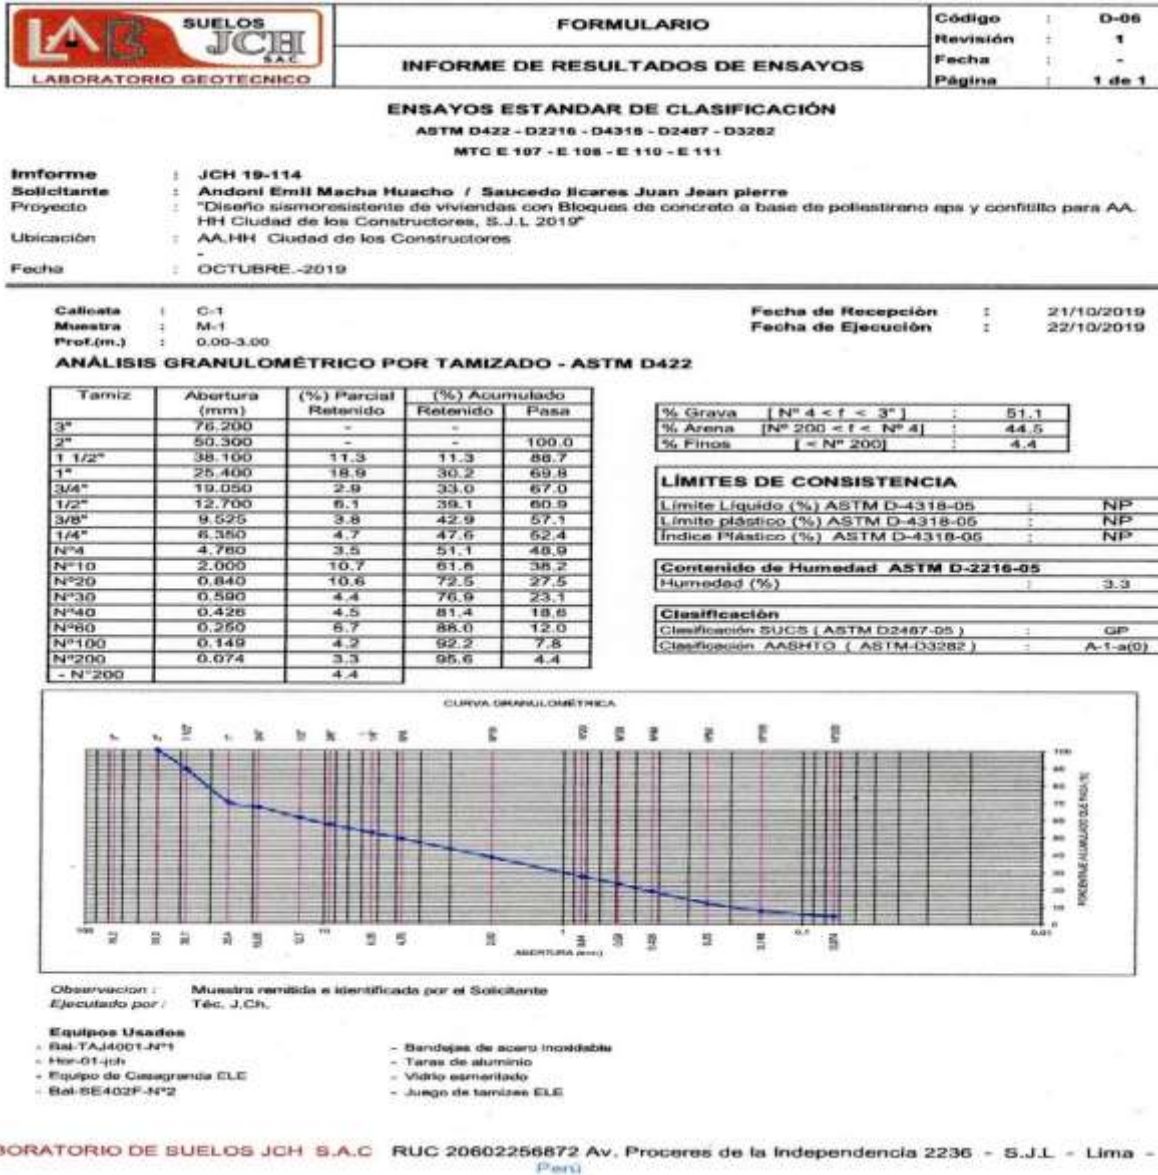 LAB SUELOS
JCH
S.A.C
LABORATORIO GEOTECNICO
FORMULARIO
INFORME DE RESULTADOS DE ENSAYOS
Código : D-06
Revisión : 1
Fecha : -
Página : 1 de 1
ENSAYOS ESTANDAR DE CLASIFICACIÓN
ASTM D422 - D2216 - D4318 - D2487 - D3282
MTC E 107 - E 108 - E 110 - E 111
Imforme : JCH 19-114
Solicitante : Andoni Emil Macha Huacho / Saucedo Ilcares Juan Jean pierre
Proyecto : "Diseño sismoresistente de viviendas con Bloques de concreto a base de poliestireno eps y confitillo para AA.
HH Ciudad de los Constructores, S.J.L 2019"
Ubicación : AA.HH Ciudad de los Constructores
-
Fecha : OCTUBRE.-2019
Calicata : C-1
Muestra : M-1
Prof.(m.) : 0.00-3.00
Fecha de Recepción : 21/10/2019
Fecha de Ejecución : 22/10/2019
ANÁLISIS GRANULOMÉTRICO POR TAMIZADO - ASTM D422
Tamiz Abertura (%) Parcial (%) Acumulado
(mm) Retenido Retenido Pasa
3" 76.200 - -
2" 50.300 - - 100.0
1 1/2" 38.100 11.3 11.3 88.7
1" 25.400 18.9 30.2 69.8
3/4" 19.050 2.9 33.0 67.0
1/2" 12.700 6.1 39.1 60.9
3/8" 9.525 3.8 42.9 57.1
1/4" 6.350 4.7 47.6 52.4
Nº4 4.760 3.5 51.1 48.9
Nº10 2.000 10.7 61.8 38.2
Nº20 0.840 10.6 72.5 27.5
Nº30 0.590 4.4 76.9 23.1
Nº40 0.426 4.5 81.4 18.6
Nº60 0.250 6.7 88.0 12.0
Nº100 0.149 4.2 92.2 7.8
Nº200 0.074 3.3 95.6 4.4
- Nº200 4.4
% Grava [ Nº 4 < f < 3" ] : 51.1
% Arena [Nº 200 < f < Nº 4] : 44.5
% Finos [ < Nº 200] : 4.4
LÍMITES DE CONSISTENCIA
Límite Líquido (%) ASTM D-4318-05 : NP
Límite plástico (%) ASTM D-4318-05 : NP
Índice Plástico (%) ASTM D-4318-05 : NP
Contenido de Humedad ASTM D-2216-05
Humedad (%) : 3.3
Clasificación
Clasificación SUCS ( ASTM D2487-05 ) : GP
Clasificación AASHTO ( ASTM-D3282 ) : A-1-a(0)
CURVA GRANULOMÉTRICA
ABERTURA (mm)
Observacion : Muestra remitida e identificada por el Solicitante
Ejecutado por : Téc. J.Ch.
Equipos Usados
- Bal-TAJ4001-Nº1
- Hor-01-jch
- Equipo de Casagranda ELE
- Bal-SE402F-Nº2
- Bandejas de acero inoxidable
- Taras de aluminio
- Vidrio esmerilado
- Juego de tamizes ELE
BORATORIO DE SUELOS JCH S.A.C RUC 20602256872 Av. Proceres de la Independencia 2236 - S.J.L - Lima -
Perú